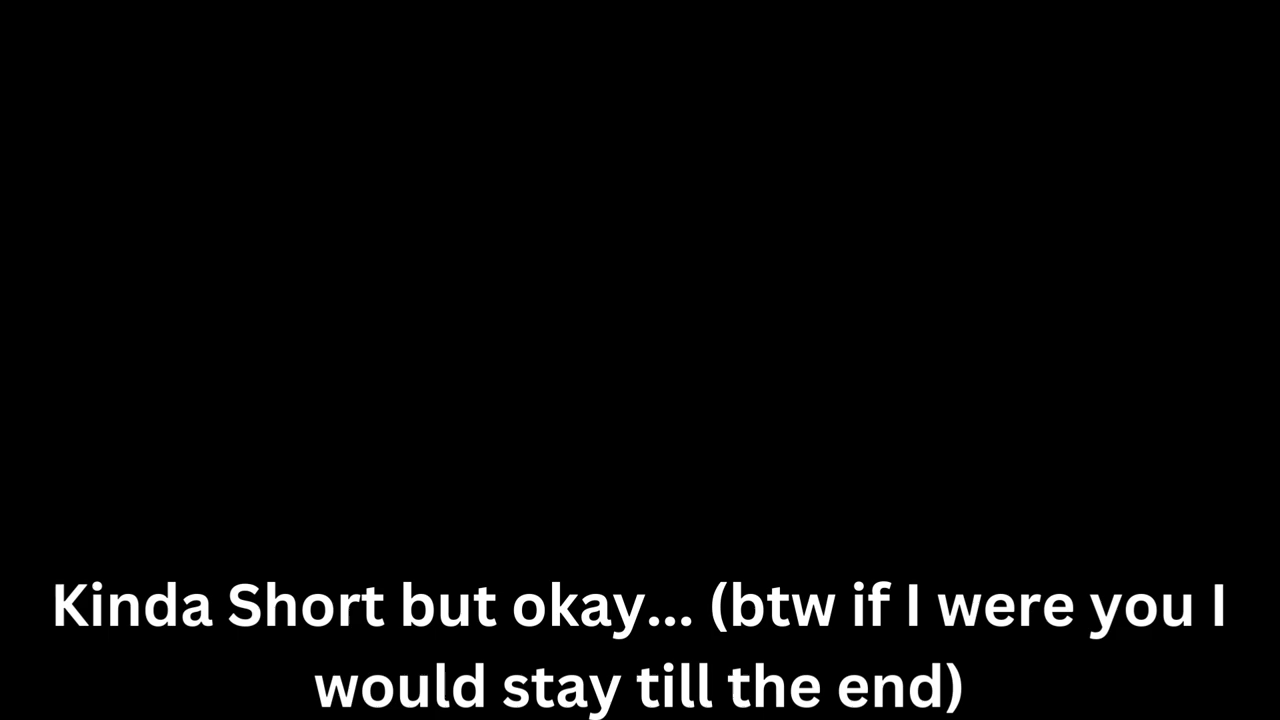 Kinda Short but okay... (btw if I were you I
would stay till the end)